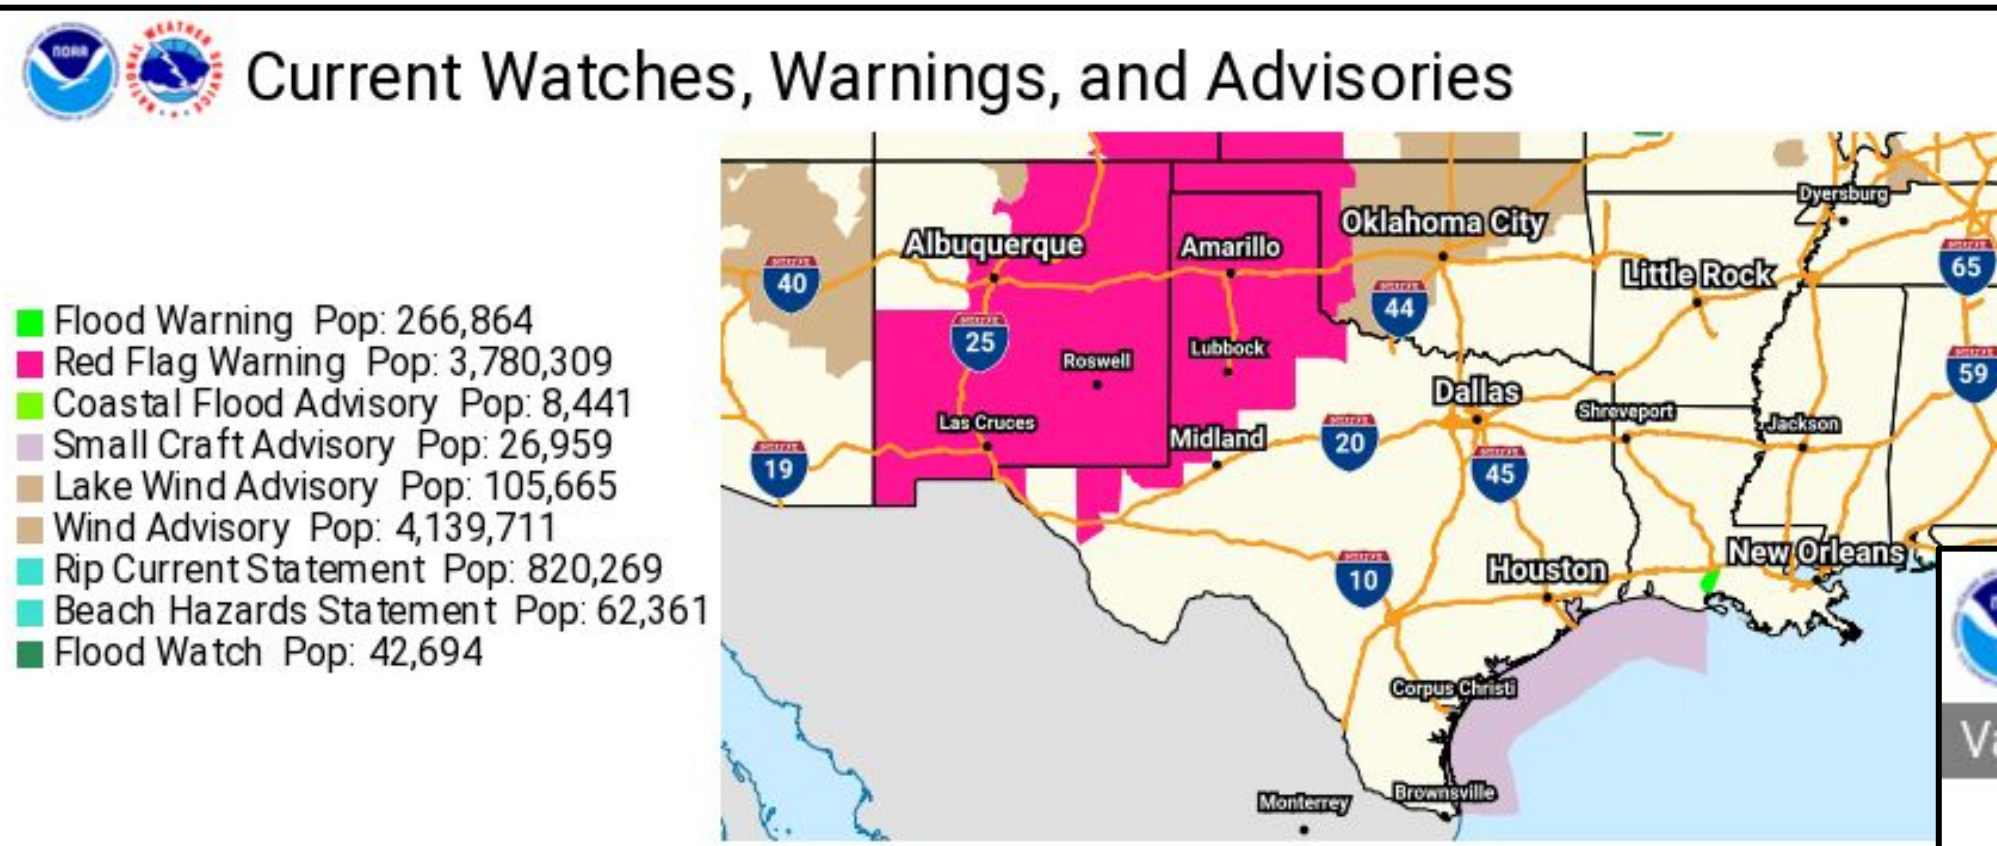 NOAA
NATIONAL WEATHER SERVICE
Current Watches, Warnings, and Advisories
Flood Warning Pop: 266,864
Red Flag Warning Pop: 3,780,309
Coastal Flood Advisory Pop: 8,441
Small Craft Advisory Pop: 26,959
Lake Wind Advisory Pop: 105,665
Wind Advisory Pop: 4,139,711
Rip Current Statement Pop: 820,269
Beach Hazards Statement Pop: 62,361
Flood Watch Pop: 42,694
Dyersburg
Albuquerque
Amarillo
Oklahoma City
40
44
Little Rock
65
25
Roswell
Lubbock
59
Dallas
Las Cruces
Midland
20
Shreveport
Jackson
19
45
10
Houston
New Orleans
Corpus Christi
Monterrey
Brownsville